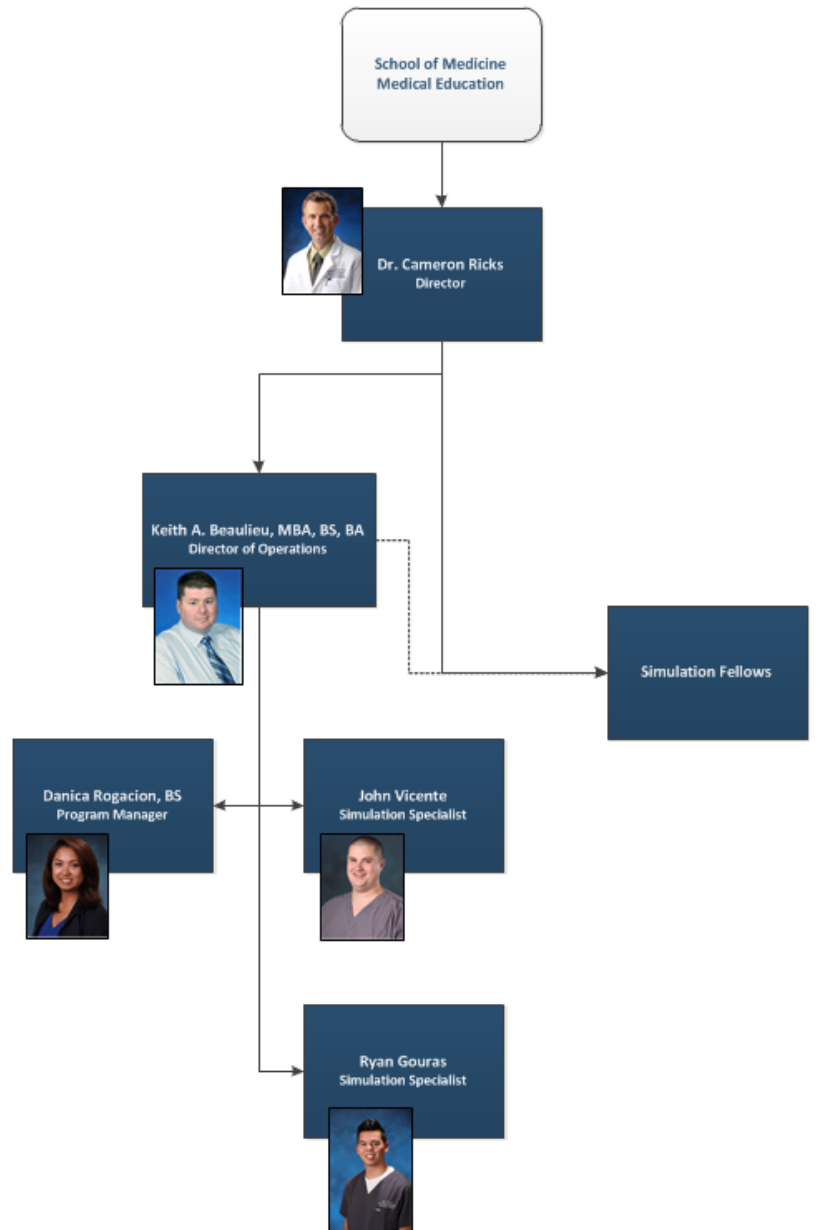 School of Medicine
Medical Education
Dr. Cameron Ricks
Director
Keith A. Beaulieu, MBA, BS, BA
Director of Operations
Simulation Fellows
Danica Rogacion, BS
Program Manager
John Vicente
Simulation Specialist
Ryan Gouras
Simulation Specialist